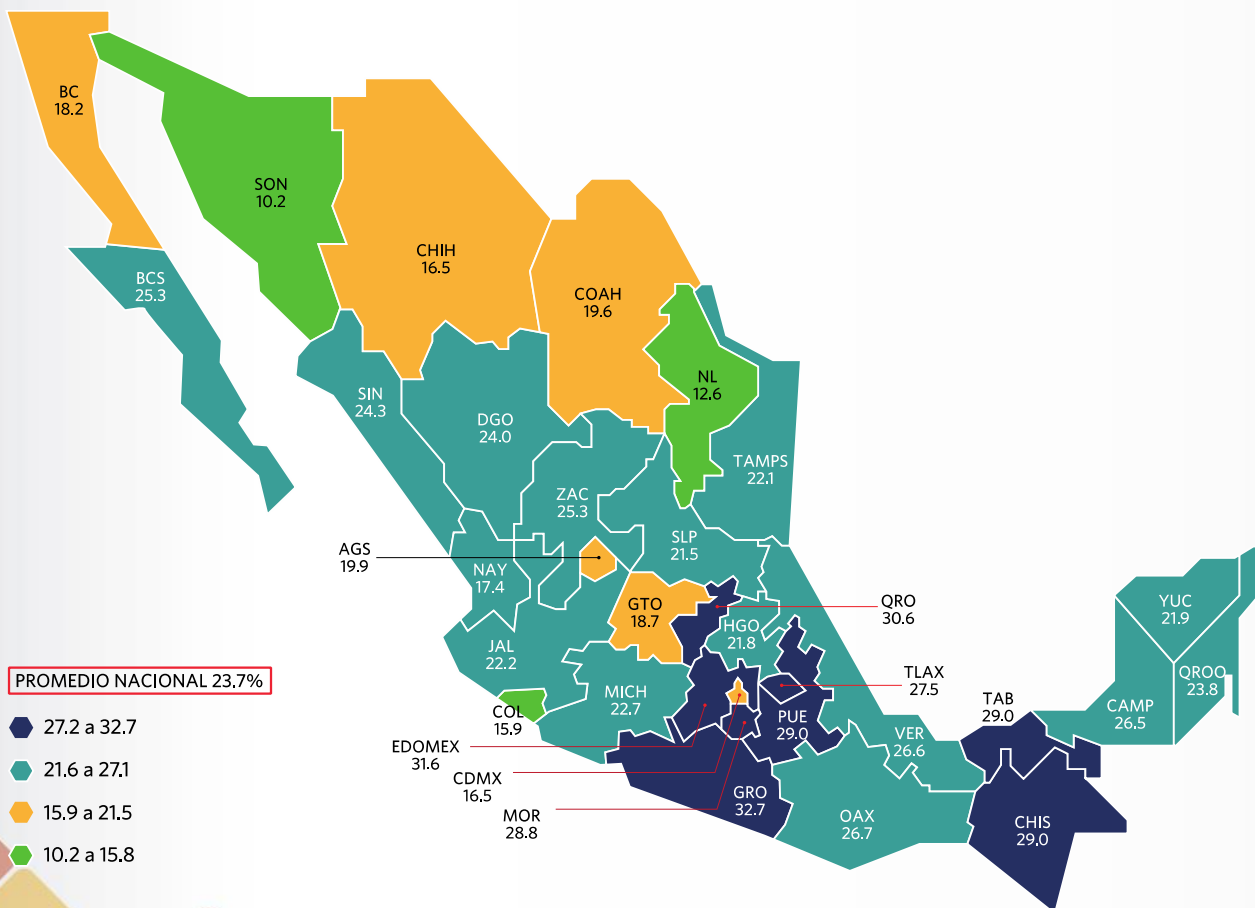 BC
18.2
SON
10.2
CHIH
16.5
BCS
25.3
COAH
19.6
NL
12.6
SIN
24.3
DGO
24.0
TAMPS
22.1
ZAC
25.3
SLP
21.5
AGS
19.9
NAY
17.4
GTO
18.7
QRO
30.6
HGO
21.8
YUC
21.9
JAL
22.2
TLAX
27.5
QROO
23.8
MICH
22.7
TAB
29.0
CAMP
26.5
COL
15.9
PUE
29.0
VER
26.6
EDOMEX
31.6
CDMX
16.5
GRO
32.7
MOR
28.8
OAX
26.7
CHIS
29.0
PROMEDIO NACIONAL 23.7%
27.2 a 32.7
21.6 a 27.1
15.9 a 21.5
10.2 a 15.8